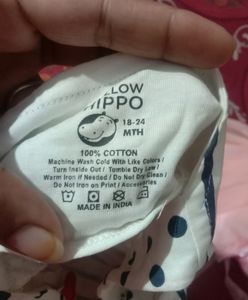 LLOW
HIPPO
18-24
MTH
100% COTTON
Machine Wash Cold With Like Colors /
Turn Inside Out / Tumble Dry Low /
Warm Iron if Needed / Do Not Dry Clean /
Do Not Iron on Print / Accessories
MADE IN INDIA